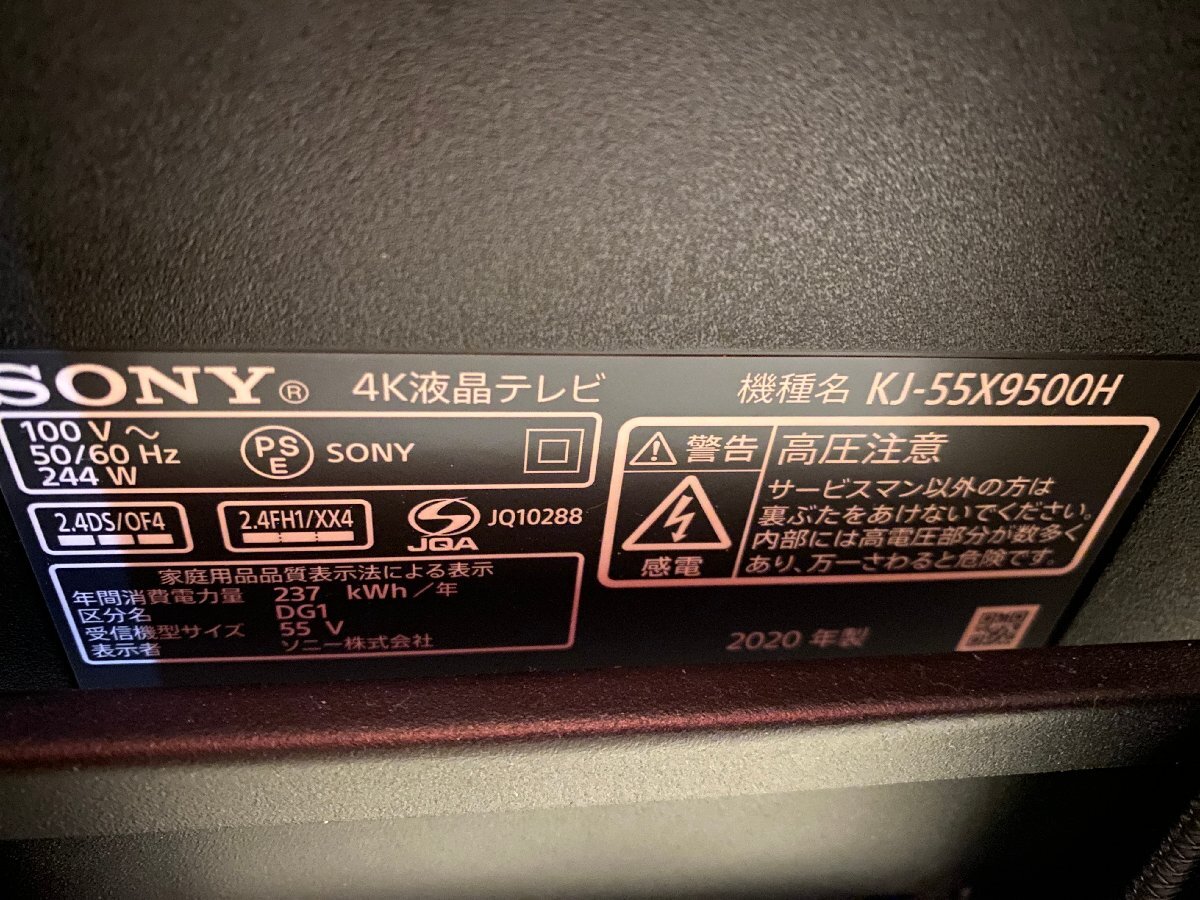 SONY® 4K液晶テレビ 機種名 KJ-55X9500H
100 V ～
50/60 Hz
244 W
PSE SONY
2.4DS/OF4
2.4FH1/XX4
JQA JQ10288
家庭用品品質表示法による表示
年間消費電力量 237 kWh／年
区分名 DG1
受信機型サイズ 55 V
表示者 ソニー株式会社
警告 高圧注意
感電
サービスマン以外の方は
裏ぶたをあけないでください。
内部には高電圧部分が数多く
あり、万一さわると危険です。
2020 年製